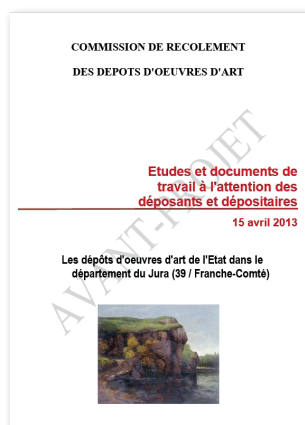 COMMISSION DE RECOLEMENT
DES DEPOTS D'OEUVRES D'ART
Etudes et documents de
travail à l'attention des
déposants et dépositaires
15 avril 2013
AVANT-PROJET
Les dépôts d'oeuvres d'art de l'Etat dans le
département du Jura (39 / Franche-Comté)